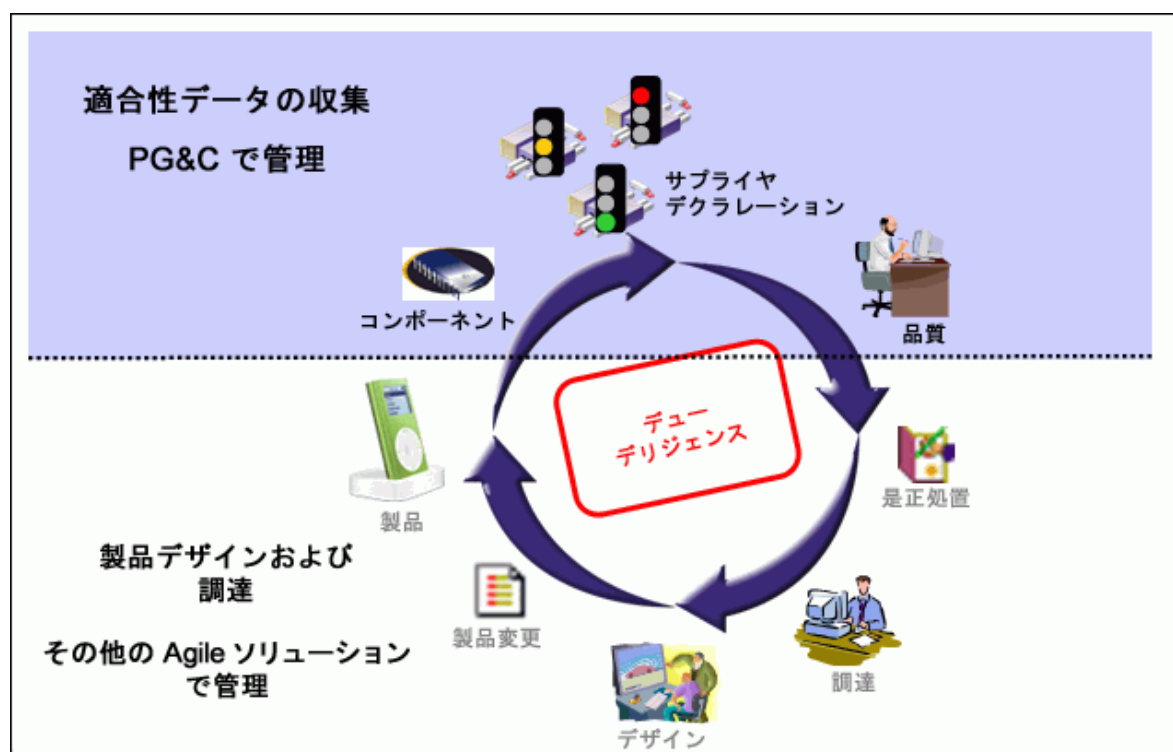 適合性データの収集
PG&C で管理
サプライヤ
デクラレーション
コンポーネント
品質
デュー
デリジェンス
是正処置
製品
製品デザインおよび
調達
製品変更
調達
その他の Agile ソリューション
で管理
デザイン